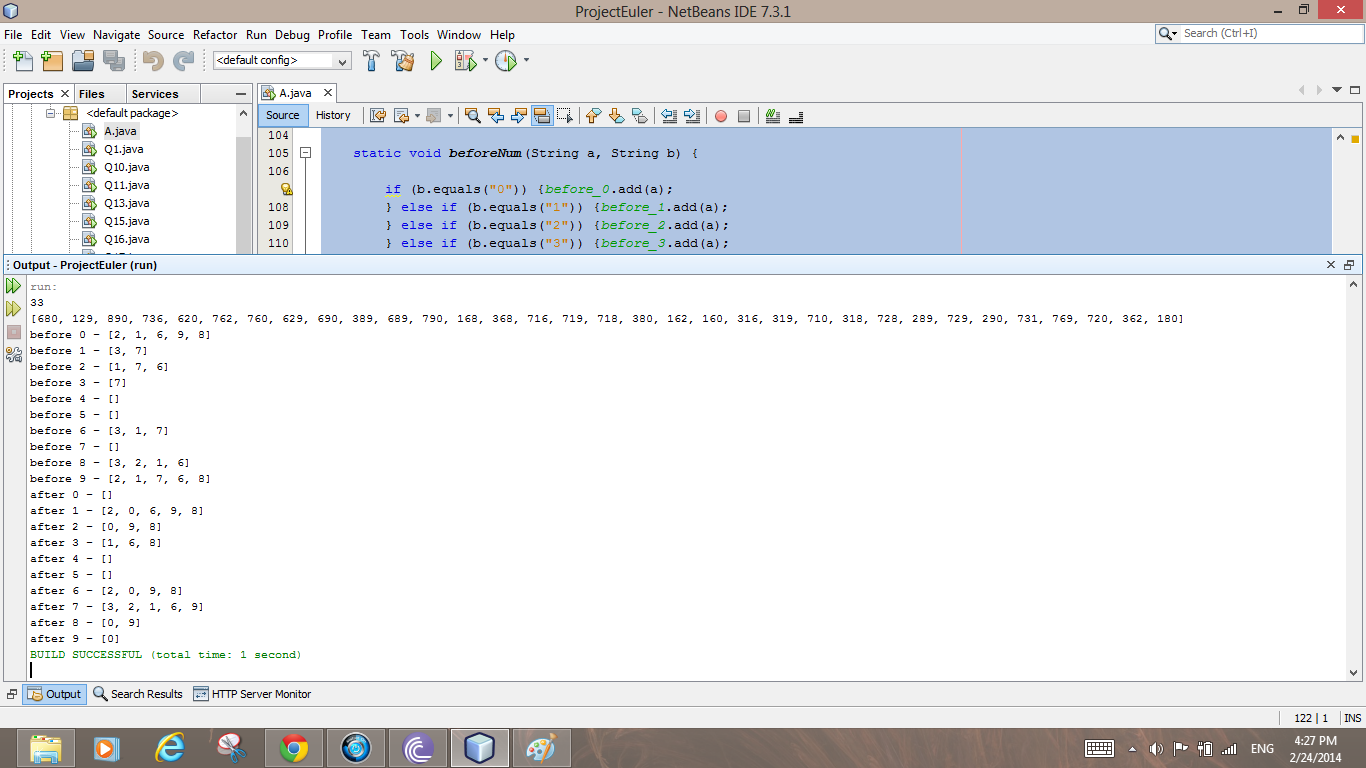 ProjectEuler - NetBeans IDE 7.3.1
File Edit View Navigate Source Refactor Run Debug Profile Team Tools Window Help
Search (Ctrl+I)
<default config>
Projects Files Services
A.java
<default package>
A.java
Q1.java
Q10.java
Q11.java
Q13.java
Q15.java
Q16.java
Source History
104
105 static void beforeNum(String a, String b) {
106
if (b.equals("0")) {before_0.add(a);
108 } else if (b.equals("1")) {before_1.add(a);
109 } else if (b.equals("2")) {before_2.add(a);
110 } else if (b.equals("3")) {before_3.add(a);
Output - ProjectEuler (run)
run:
33
[680, 129, 890, 736, 620, 762, 760, 629, 690, 389, 689, 790, 168, 368, 716, 719, 718, 380, 162, 160, 316, 319, 710, 318, 728, 289, 729, 290, 731, 769, 720, 362, 180]
before 0 - [2, 1, 6, 9, 8]
before 1 - [3, 7]
before 2 - [1, 7, 6]
before 3 - [7]
before 4 - []
before 5 - []
before 6 - [3, 1, 7]
before 7 - []
before 8 - [3, 2, 1, 6]
before 9 - [2, 1, 7, 6, 8]
after 0 - []
after 1 - [2, 0, 6, 9, 8]
after 2 - [0, 9, 8]
after 3 - [1, 6, 8]
after 4 - []
after 5 - []
after 6 - [2, 0, 9, 8]
after 7 - [3, 2, 1, 6, 9]
after 8 - [0, 9]
after 9 - [0]
BUILD SUCCESSFUL (total time: 1 second)
Output Search Results HTTP Server Monitor
122 | 1 INS
ENG
4:27 PM
2/24/2014